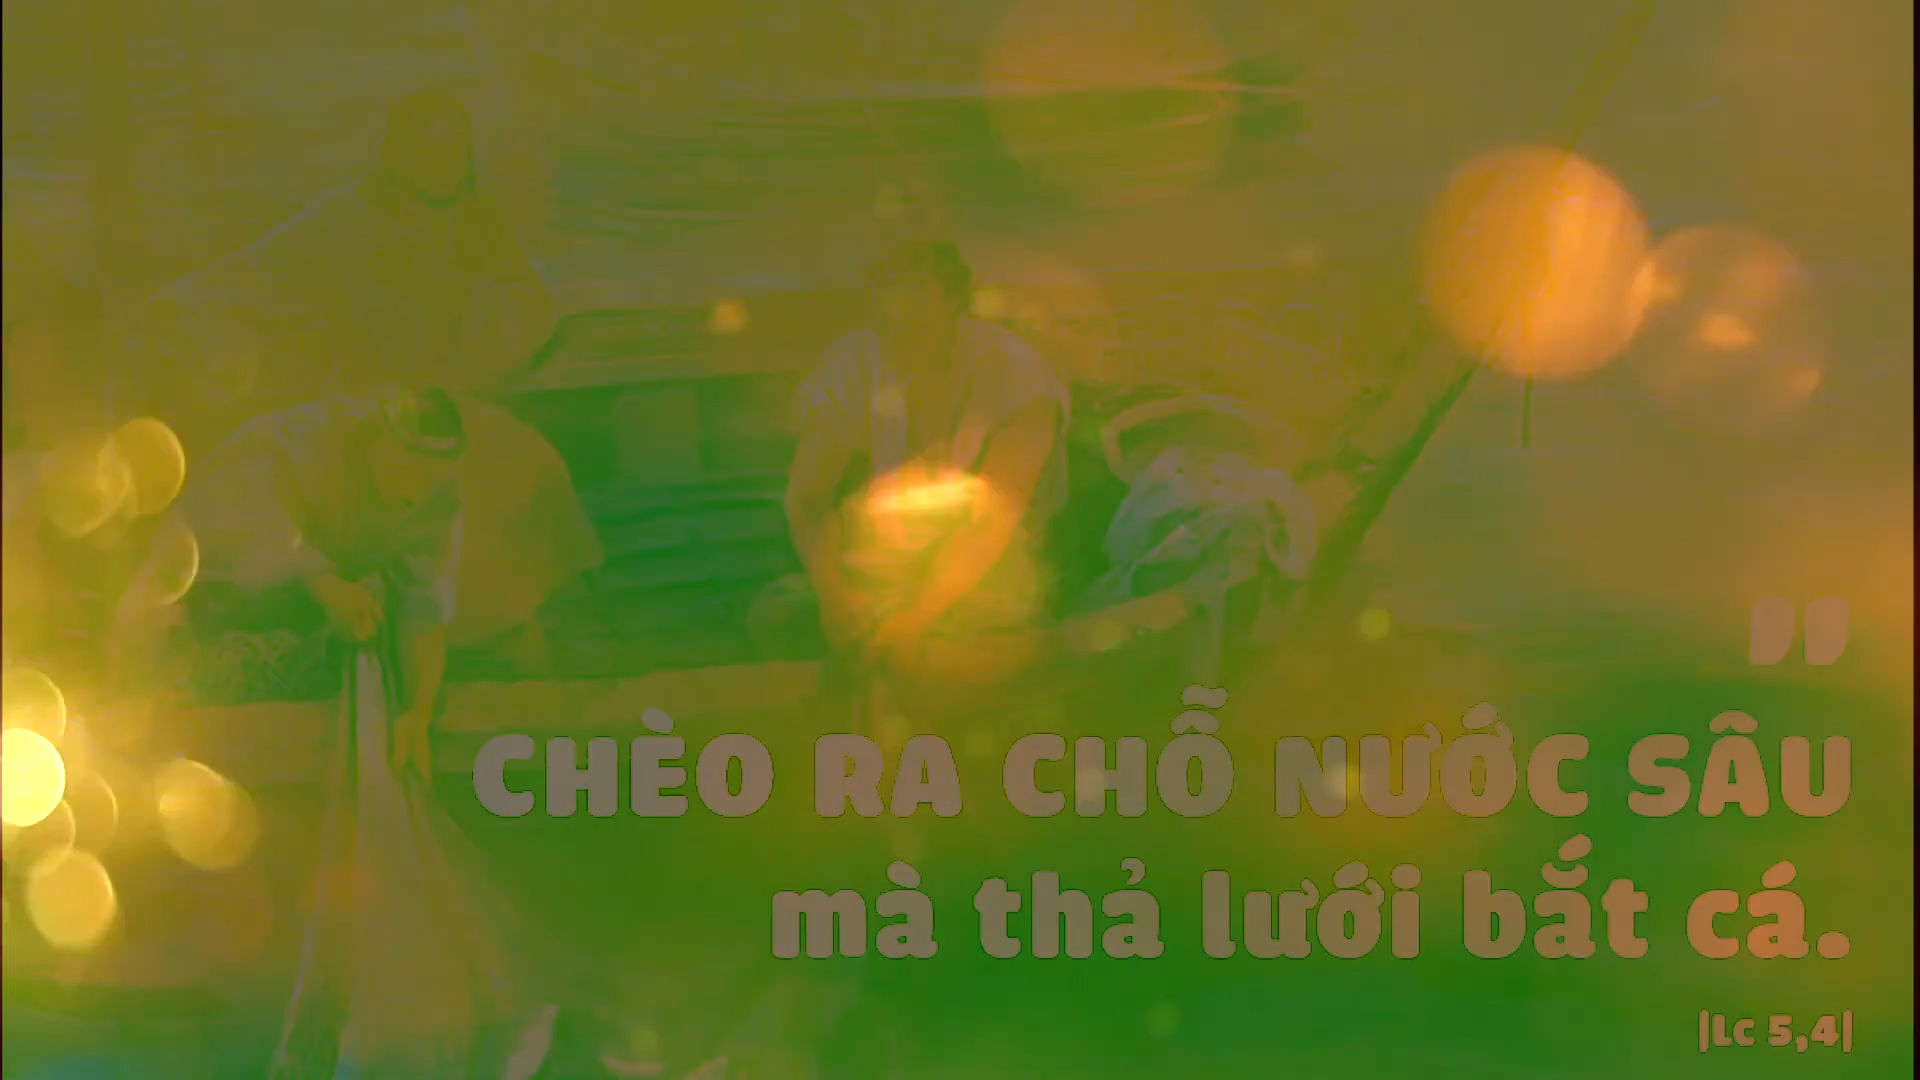 "
CHÈO RA CHỖ NƯỚC SÂU
mà thả lưới bắt cá.
|Lc 5,4|